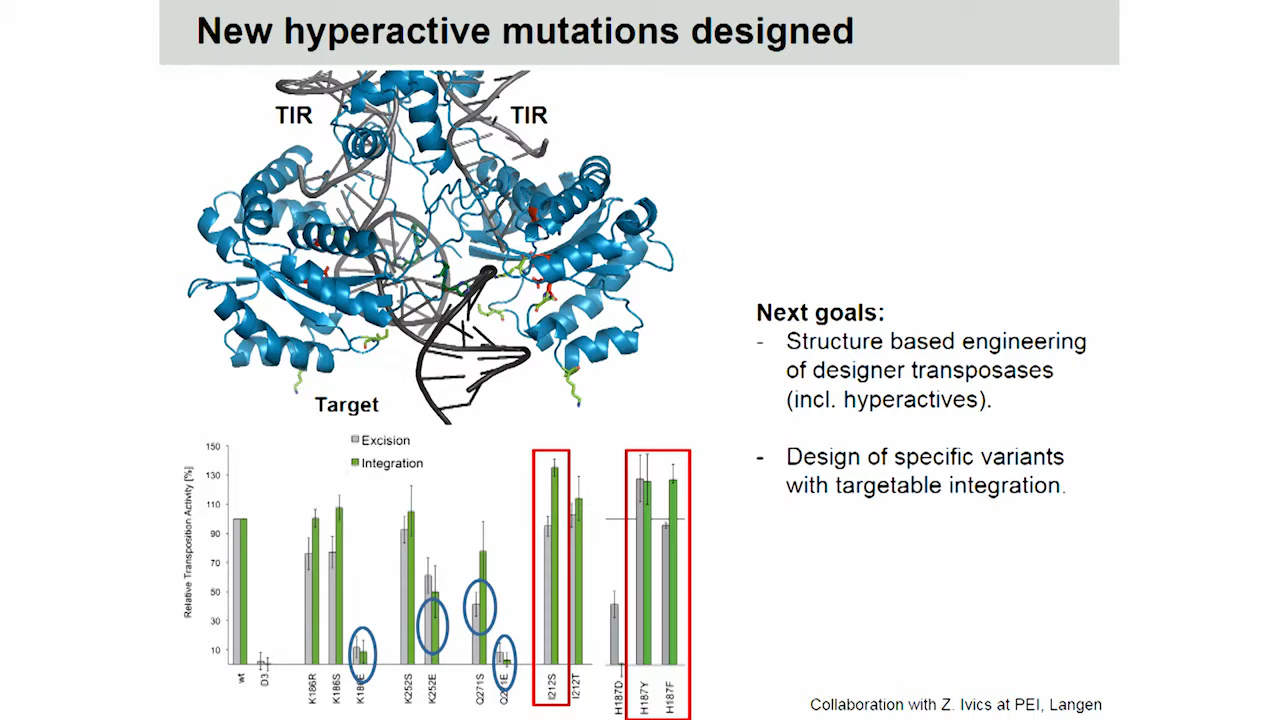 New hyperactive mutations designed
TIR
TIR
Target
Excision
Integration
Relative Transposition Activity [%]
150
130
110
90
70
50
30
10
wt
D3
K186R
K186S
K186E
K252S
K252E
Q271S
Q271E
I212S
I212T
H187D
H187Y
H187F
Next goals:
- Structure based engineering
of designer transposases
(incl. hyperactives).
- Design of specific variants
with targetable integration.
Collaboration with Z. Ivics at PEI, Langen